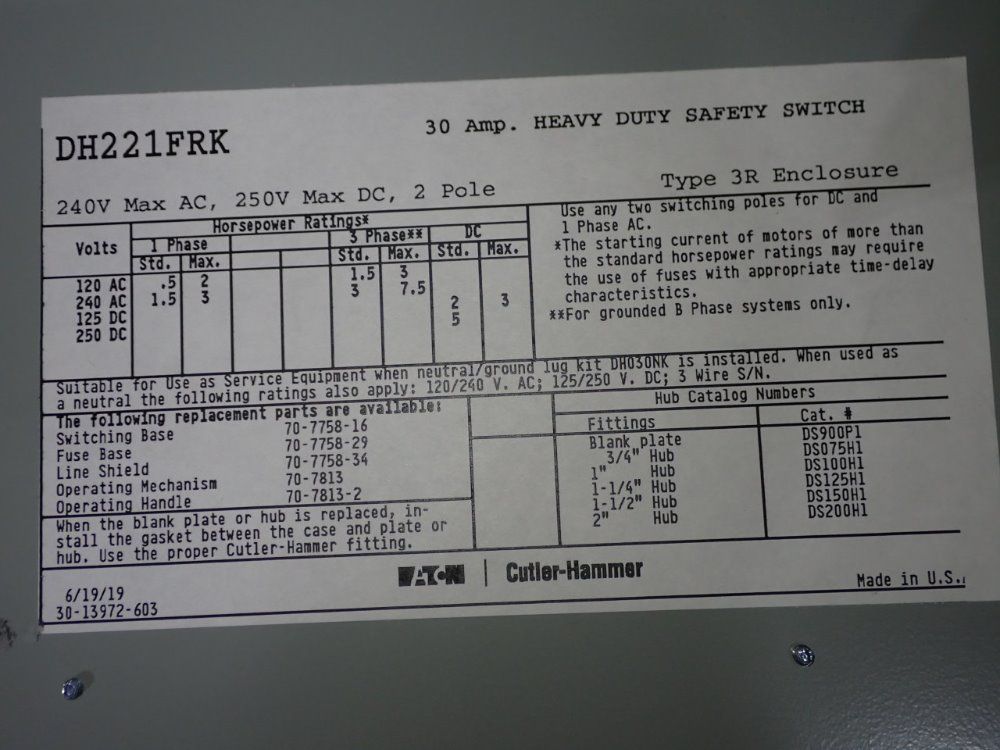 DH221FRK
30 Amp. HEAVY DUTY SAFETY SWITCH
240V Max AC, 250V Max DC, 2 Pole
Type 3R Enclosure
Horsepower Ratings*
Volts 1 Phase 3 Phase** DC
Std. Max. Std. Max. Std. Max.
120 AC .5 2 1.5 3
240 AC 1.5 3 3 7.5
125 DC 2 3
250 DC 5
Use any two switching poles for DC and
1 Phase AC.
*The starting current of motors of more than
the standard horsepower ratings may require
the use of fuses with appropriate time-delay
characteristics.
**For grounded B Phase systems only.
Suitable for Use as Service Equipment when neutral/ground lug kit DH030NK is installed. When used as
a neutral the following ratings also apply: 120/240 V. AC; 125/250 V. DC; 3 Wire S/N.
The following replacement parts are available:
Switching Base 70-7758-16
Fuse Base 70-7758-29
Line Shield 70-7758-34
Operating Mechanism 70-7813
Operating Handle 70-7813-2
When the blank plate or hub is replaced, in-
stall the gasket between the case and plate or
hub. Use the proper Cutler-Hammer fitting.
Hub Catalog Numbers
Fittings Cat. #
Blank plate DS900P1
3/4" Hub DS075H1
1" Hub DS100H1
1-1/4" Hub DS125H1
1-1/2" Hub DS150H1
2" Hub DS200H1
EATON | Cutler-Hammer
6/19/19
30-13972-603
Made in U.S.